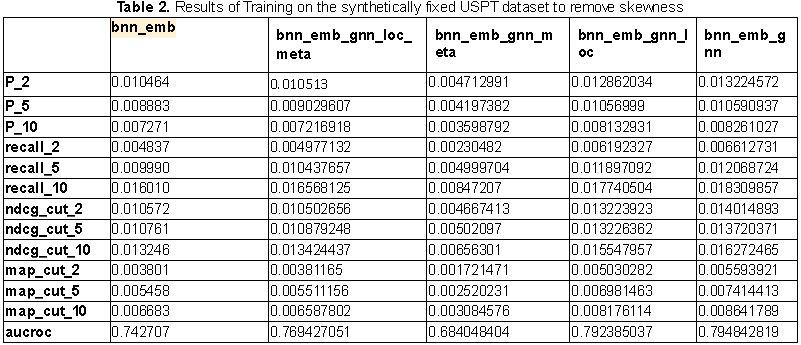 Table 2. Results of Training on the synthetically fixed USPT dataset to remove skewness
bnn_emb bnn_emb_gnn_loc_meta bnn_emb_gnn_meta bnn_emb_gnn_loc bnn_emb_gnn
P_2 0.010464 0.010513 0.004712991 0.012862034 0.013224572
P_5 0.008883 0.009029607 0.004197382 0.01056999 0.010590937
P_10 0.007271 0.007216918 0.003598792 0.008132931 0.008261027
recall_2 0.004837 0.004977132 0.00230482 0.006192327 0.006612731
recall_5 0.009990 0.010437657 0.004999704 0.011897092 0.012068724
recall_10 0.016010 0.016568125 0.00847207 0.017740504 0.018309857
ndcg_cut_2 0.010572 0.010502656 0.004667413 0.013223923 0.014014893
ndcg_cut_5 0.010761 0.010879248 0.00502097 0.013226362 0.013720371
ndcg_cut_10 0.013246 0.013424437 0.00656301 0.015547957 0.016272465
map_cut_2 0.003801 0.00381165 0.001721471 0.005030282 0.005593921
map_cut_5 0.005458 0.005511156 0.002520231 0.006981463 0.007414413
map_cut_10 0.006683 0.006587802 0.003084576 0.008176114 0.008641789
aucroc 0.742707 0.769427051 0.684048404 0.792385037 0.794842819